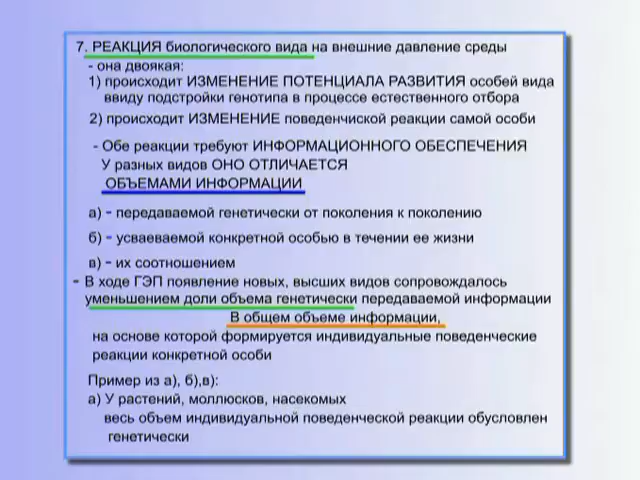 7. РЕАКЦИЯ биологического вида на внешние давление среды
- она двоякая:
1) происходит ИЗМЕНЕНИЕ ПОТЕНЦИАЛА РАЗВИТИЯ особей вида
ввиду подстройки генотипа в процессе естественного отбора
2) происходит ИЗМЕНЕНИЕ поведенчиской реакции самой особи
- Обе реакции требуют ИНФОРМАЦИОННОГО ОБЕСПЕЧЕНИЯ
У разных видов ОНО ОТЛИЧАЕТСЯ
ОБЪЕМАМИ ИНФОРМАЦИИ
а) - передаваемой генетически от поколения к поколению
б) - усваеваемой конкретной особью в течении ее жизни
в) - их соотношением
- В ходе ГЭП появление новых, высших видов сопровождалось
уменьшением доли объема генетически передаваемой информации
В общем объеме информации,
на основе которой формируется индивидуальные поведенческие
реакции конкретной особи
Пример из а), б),в):
а) У растений, моллюсков, насекомых
весь объем индивидуальной поведенческой реакции обусловлен
генетически